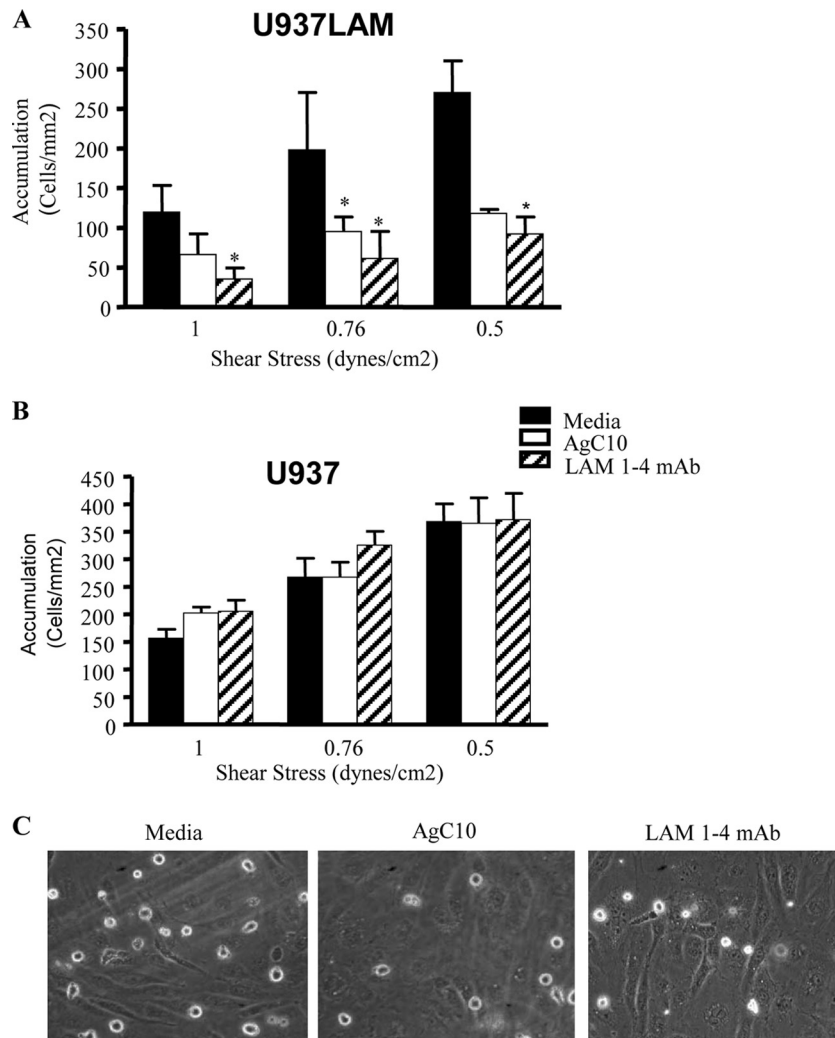 A
U937LAM
Accumulation
(Cells/mm2)
350
300
250
200
150
100
50
0
*
*
*
*
1 0.76 0.5
Shear Stress (dynes/cm2)
B
Media
AgC10
LAM 1-4 mAb
U937
Accumulation
(Cells/mm2)
450
400
350
300
250
200
150
100
50
0
1 0.76 0.5
Shear Stress (dynes/cm2)
C
Media AgC10 LAM 1-4 mAb